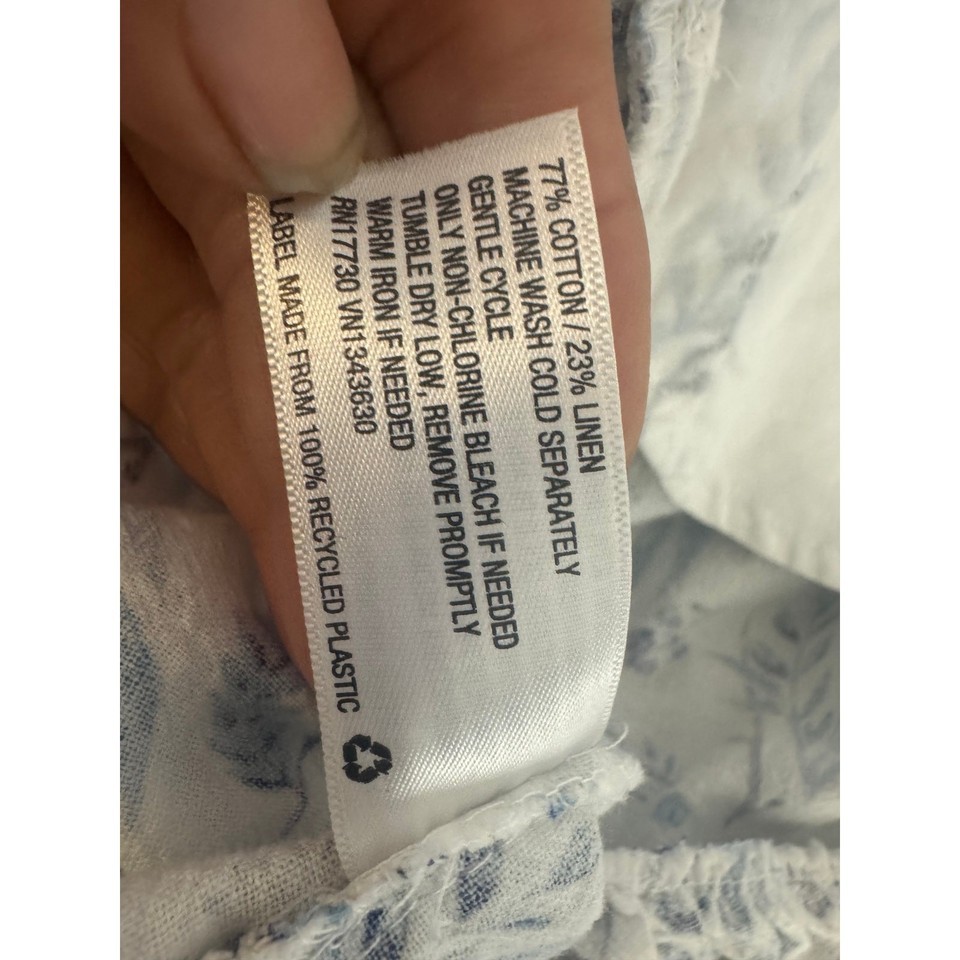 77% COTTON / 23% LINEN
MACHINE WASH COLD SEPARATELY
GENTLE CYCLE
ONLY NON-CHLORINE BLEACH IF NEEDED
TUMBLE DRY LOW, REMOVE PROMPTLY
WARM IRON IF NEEDED
RN17730 VN1343630
LABEL MADE FROM 100% RECYCLED PLASTIC